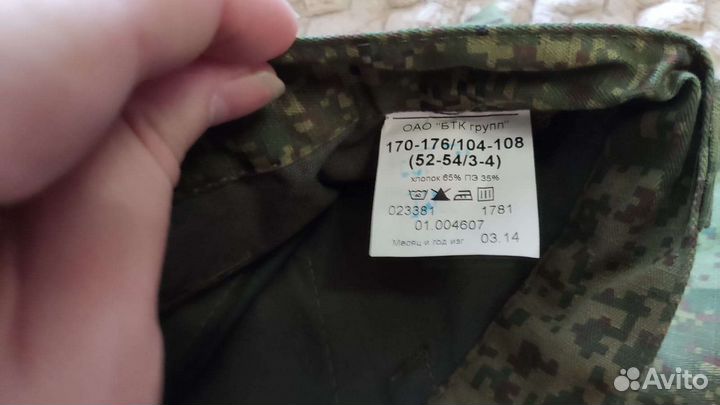 ОАО "БТК групп"
170-176/104-108
(52-54/3-4)
хлопок 65% ПЭ 35%
023381 1781
01.004607
Месяц и год изг 03.14
Avito